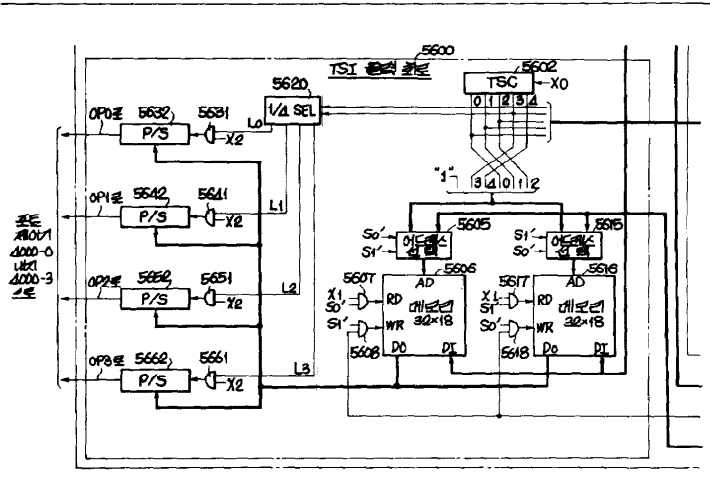 5600
TSI 출력 회로
5602
TSC
X0
0 1 2 3 4
5620
1/4 SEL
OP0로
5632
5631
L0
P/S
X2
"1"
3 4 0 1 2
OP1로
5642
5641
L1
P/S
X2
S0'
S1'
5605
어드레스
S1'
S0'
5615
어드레스
포트
제어기
4000-0
내지
4000-3
으로
OP2로
5652
5651
L2
P/S
X2
5607
X1
S0'
S1'
5608
5606
AD
RD
메모리
32×18
WR
DO
DI
5617
X1
S1'
S0'
5618
5616
AD
RD
메모리
32×18
WR
DO
DI
OP3로
5662
5661
L3
P/S
X2